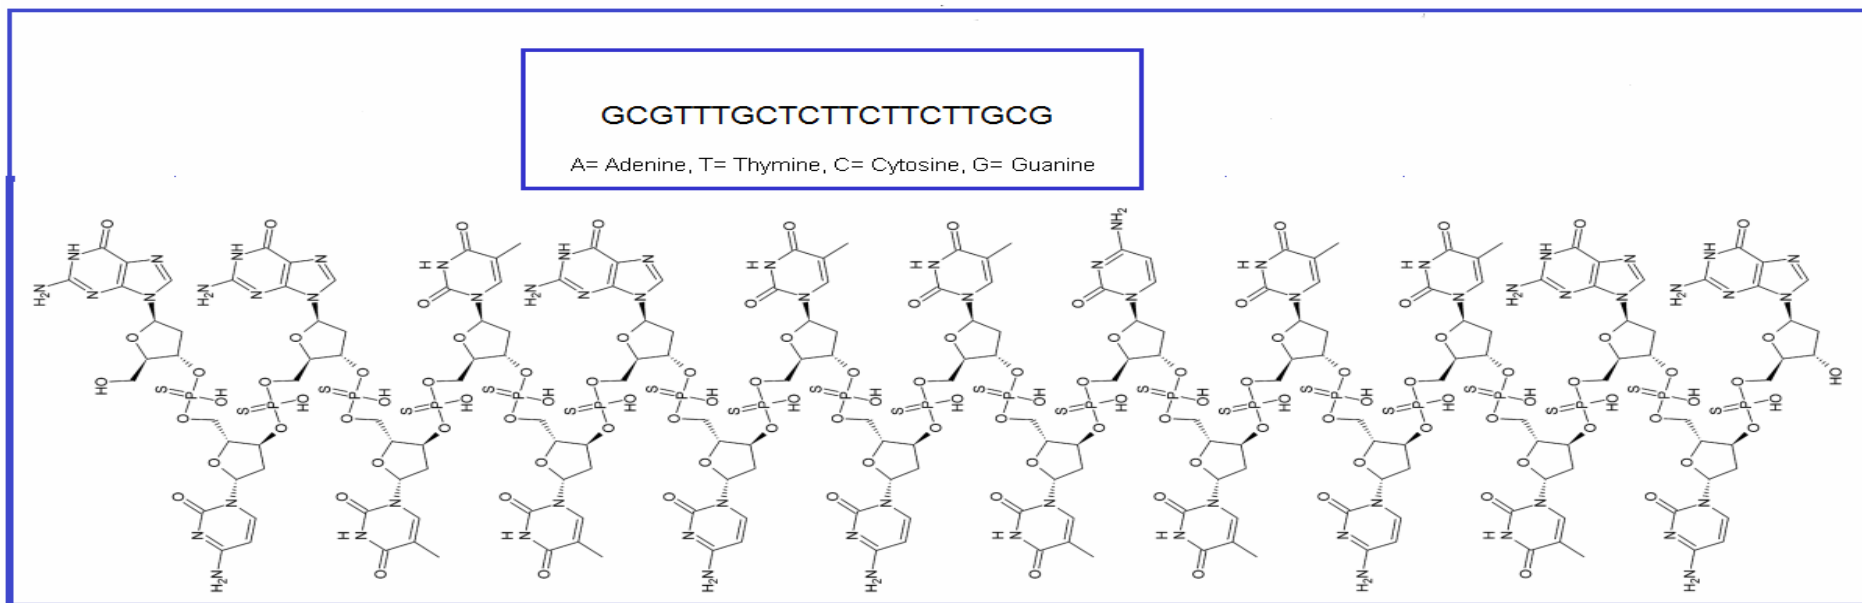 GCGTTTGCTCTTCTTCTTGCG
A= Adenine, T= Thymine, C= Cytosine, G= Guanine